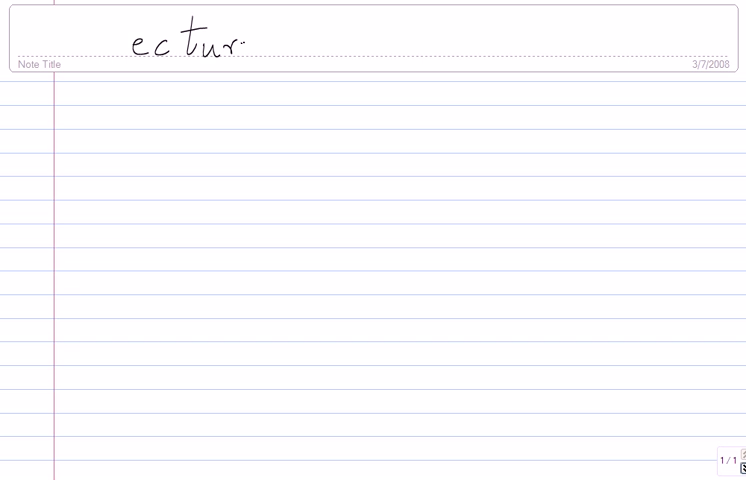 ectur
Note Title
3/7/2008
1 / 1